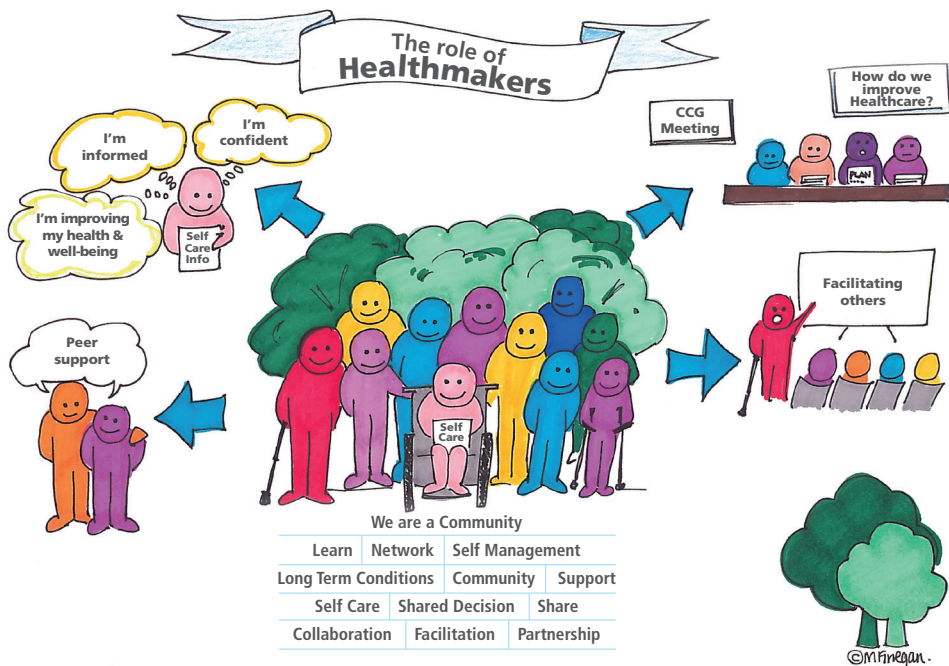 The role of
Healthmakers
I'm
informed
I'm
confident
I'm improving
my health &
well-being
Self
Care
Info
CCG
Meeting
How do we
improve
Healthcare?
PLAN
Peer
support
Facilitating
others
Self
Care
We are a Community
Learn Network Self Management
Long Term Conditions Community Support
Self Care Shared Decision Share
Collaboration Facilitation Partnership
©MFinegan.